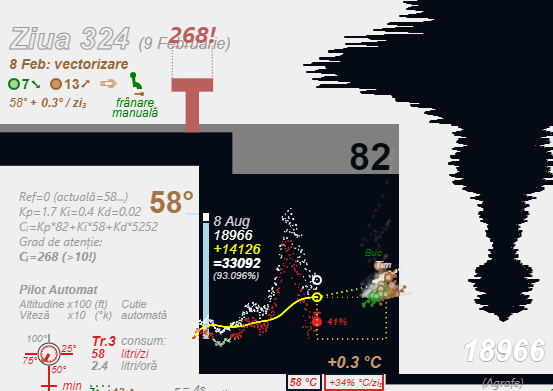 268!
Ziua 324 (9 Februarie)
8 Feb: vectorizare
7 13
58° + 0.3° / zi₃
frânare
manuală
82
Ref=0 (actuală=58...)
Kp=1.7 Ki=0.4 Kd=0.02
Cᵢ=Kp*82+Ki*58+Kd*5252
Grad de atenție:
Cᵢ=268 (>10!)
58°
8 Aug
18966
+14126
=33092
(93.096%)
Buc
Tim
41%
Pilot Automat
Altitudine x100 (ft) Cutie
Viteză x10 (°k) automată
100°
25°
75°
50°
min
Tr.3 consum:
58 litri/zi
2.4 litri/oră
+0.3 °C
58 °C
+34% °C/zi₃
18966
(Agrafe)